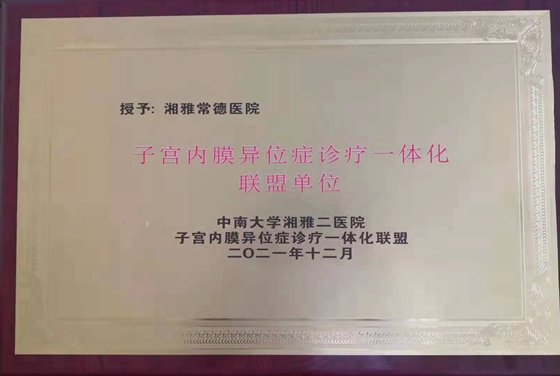 授予: 湘雅常德医院
子宫内膜异位症诊疗一体化
联盟单位
中南大学湘雅二医院
子宫内膜异位症诊疗一体化联盟
二〇二一年十二月